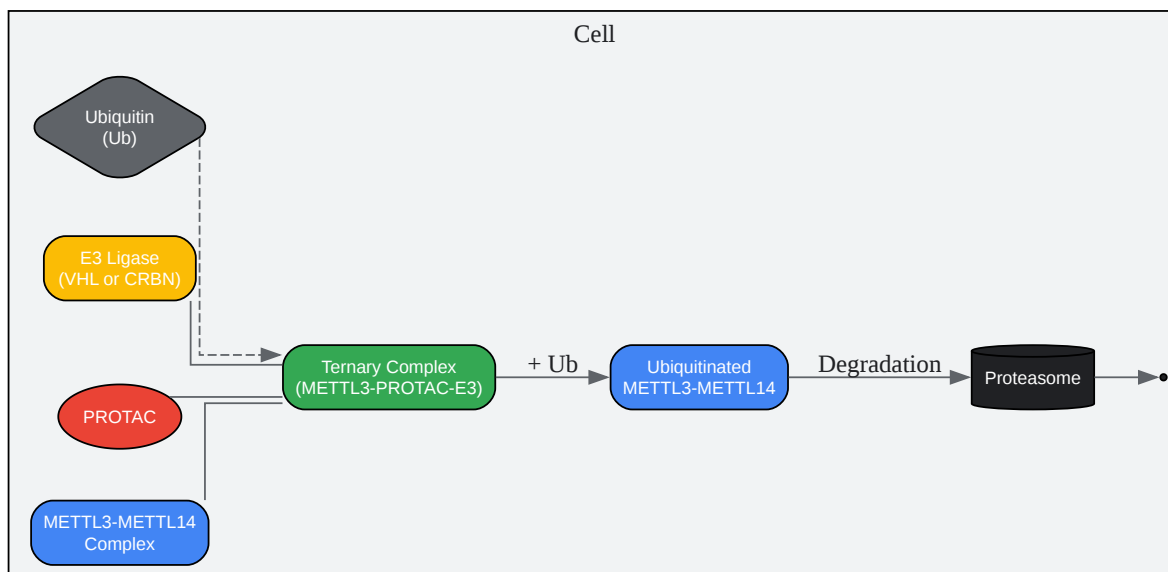 Cell
Ubiquitin
(Ub)
E3 Ligase
(VHL or CRBN)
PROTAC
METTL3-METTL14
Complex
Ternary Complex
(METTL3-PROTAC-E3)
+ Ub
Ubiquitinated
METTL3-METTL14
Degradation
Proteasome